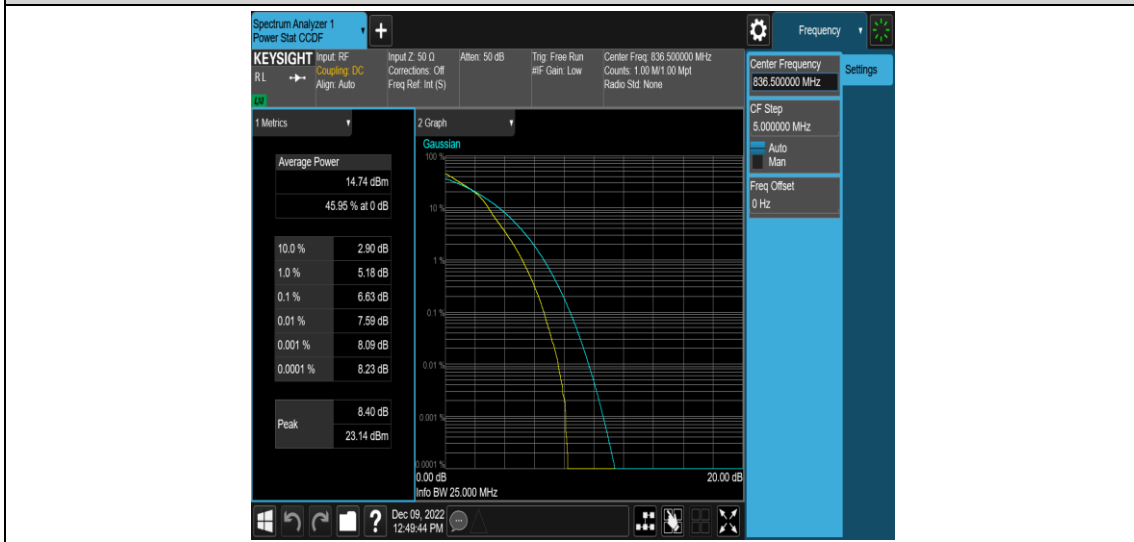 Spectrum Analyzer 1
Power Stat CCDF
+
Frequency
KEYSIGHT
RL
LXI
Input: RF
Coupling: DC
Align: Auto
Input Z: 50 Ω
Corrections: Off
Freq Ref: Int (S)
Atten: 50 dB
Trig: Free Run
#IF Gain: Low
Center Freq: 836.500000 MHz
Counts: 1.00 M/1.00 Mpt
Radio Std: None
Center Frequency
836.500000 MHz
Settings
CF Step
5.000000 MHz
Auto
Man
Freq Offset
0 Hz
1 Metrics
Average Power
14.74 dBm
45.95 % at 0 dB
10.0 % 2.90 dB
1.0 % 5.18 dB
0.1 % 6.63 dB
0.01 % 7.59 dB
0.001 % 8.09 dB
0.0001 % 8.23 dB
Peak
8.40 dB
23.14 dBm
2 Graph
Gaussian
100 %
10 %
1 %
0.1 %
0.01 %
0.001 %
0.0001 %
0.00 dB 20.00 dB
Info BW 25.000 MHz
?
Dec 09, 2022
12:49:44 PM